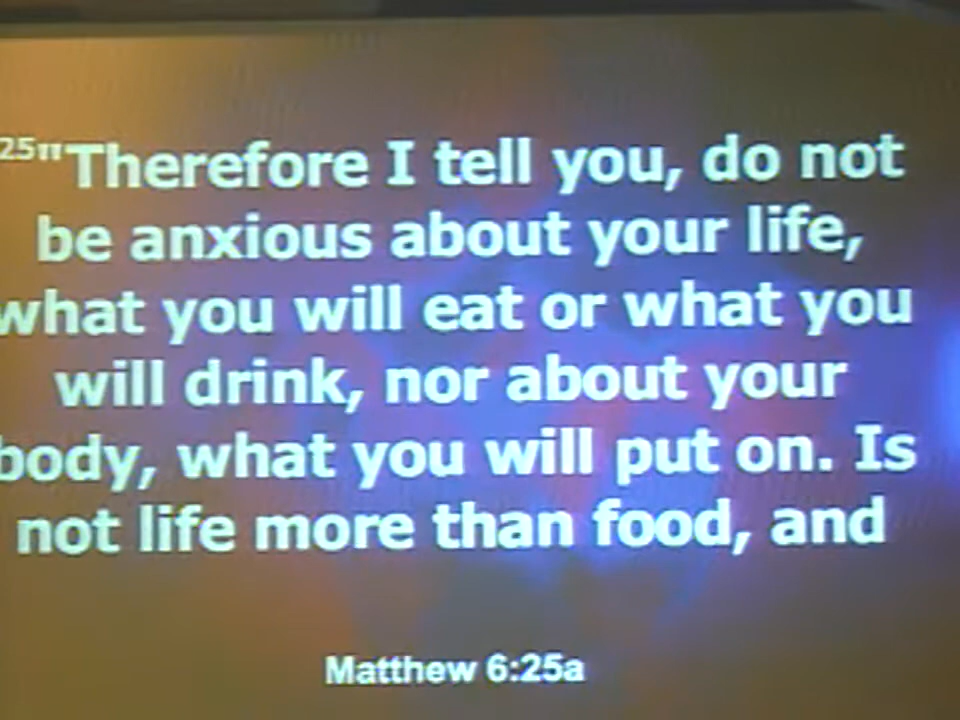 25"Therefore I tell you, do not
be anxious about your life,
what you will eat or what you
will drink, nor about your
body, what you will put on. Is
not life more than food, and
Matthew 6:25a